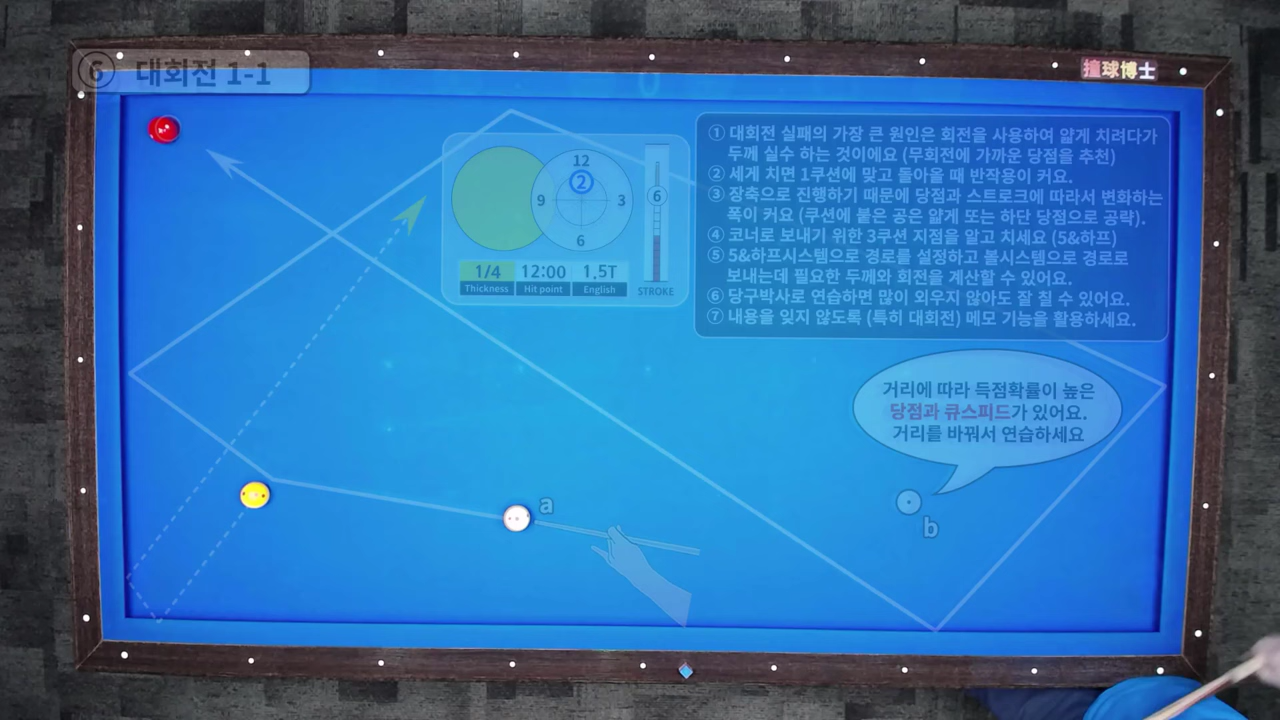 ⑥ 대회전 1-1
撞球博士
12
2
9
3
6
6
1/4 12:00 1.5T
Thickness Hit point English
STROKE
① 대회전 실패의 가장 큰 원인은 회전을 사용하여 얇게 치려다가
두께 실수 하는 것이에요 (무회전에 가까운 당점을 추천)
② 세게 치면 1쿠션에 맞고 돌아올 때 반작용이 커요.
③ 장축으로 진행하기 때문에 당점과 스트로크에 따라서 변화하는
폭이 커요 (쿠션에 붙은 공은 얇게 또는 하단 당점으로 공략).
④ 코너로 보내기 위한 3쿠션 지점을 알고 치세요 (5&하프)
⑤ 5&하프시스템으로 경로를 설정하고 볼시스템으로 경로로
보내는데 필요한 두께와 회전을 계산할 수 있어요.
⑥ 당구박사로 연습하면 많이 외우지 않아도 잘 칠 수 있어요.
⑦ 내용을 잊지 않도록 (특히 대회전) 메모 기능을 활용하세요.
거리에 따라 득점확률이 높은
당점과 큐스피드가 있어요.
거리를 바꿔서 연습하세요
a
b